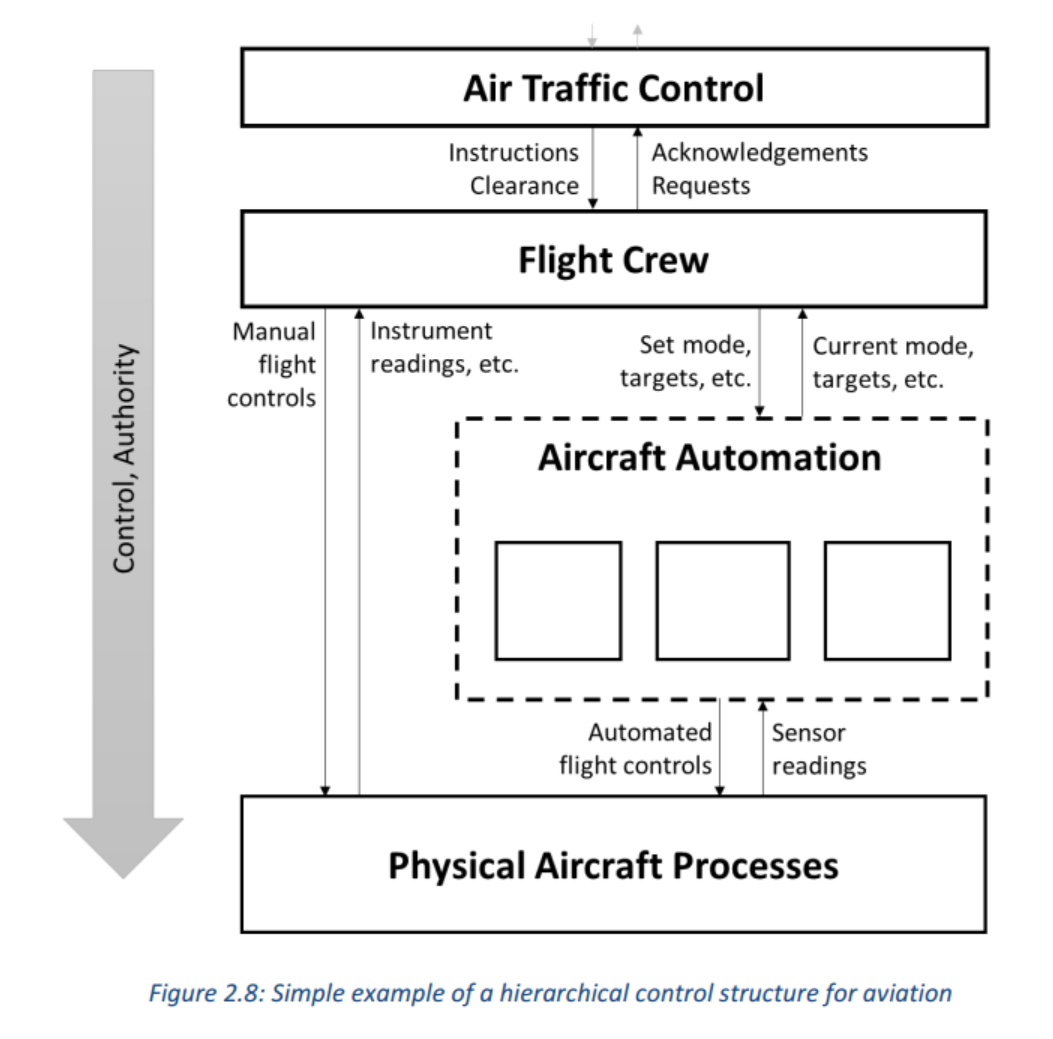 Air Traffic Control
Instructions
Clearance
Acknowledgements
Requests
Flight Crew
Manual
flight
controls
Instrument
readings, etc.
Set mode,
targets, etc.
Current mode,
targets, etc.
Control, Authority
Aircraft Automation
Automated
flight controls
Sensor
readings
Physical Aircraft Processes
Figure 2.8: Simple example of a hierarchical control structure for aviation